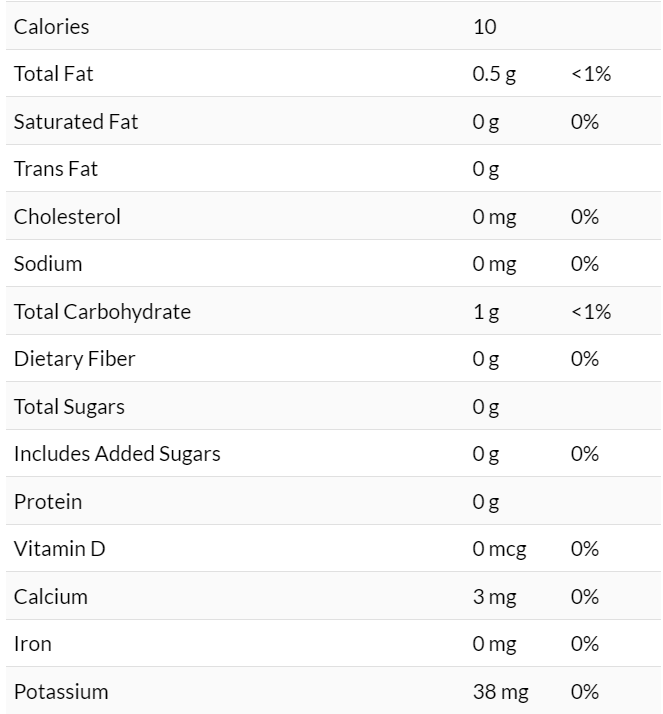 Calories 10
Total Fat 0.5 g <1%
Saturated Fat 0 g 0%
Trans Fat 0 g
Cholesterol 0 mg 0%
Sodium 0 mg 0%
Total Carbohydrate 1 g <1%
Dietary Fiber 0 g 0%
Total Sugars 0 g
Includes Added Sugars 0 g 0%
Protein 0 g
Vitamin D 0 mcg 0%
Calcium 3 mg 0%
Iron 0 mg 0%
Potassium 38 mg 0%